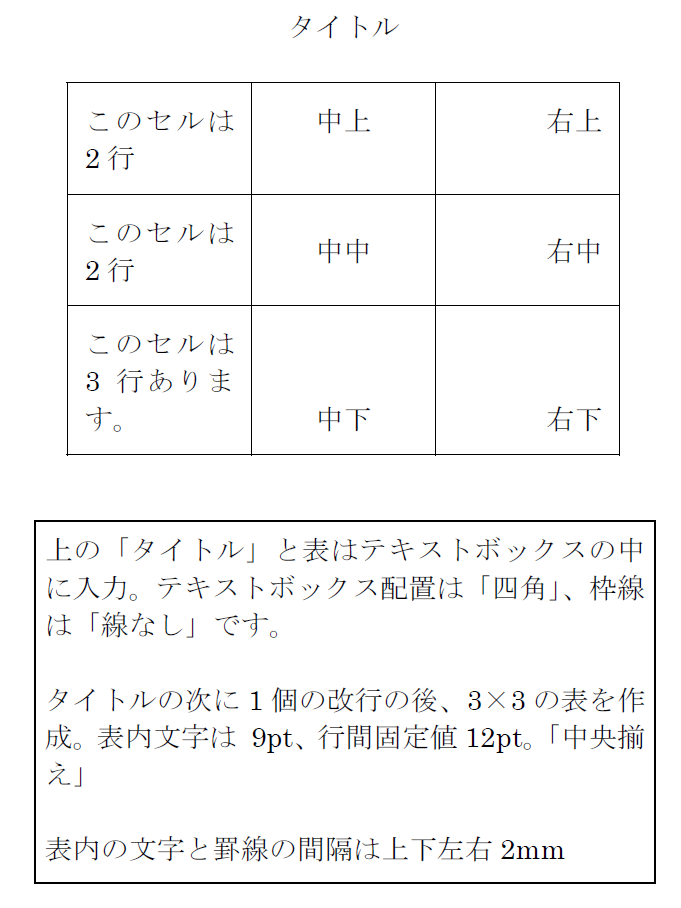 タイトル
このセルは
2行
中上
右上
このセルは
2行
中中
右中
このセルは
3 行ありま
す。
中下
右下
上の「タイトル」と表はテキストボックスの中
に入力。テキストボックス配置は「四角」、枠線
は「線なし」です。
タイトルの次に1個の改行の後、3×3の表を作
成。表内文字は 9pt、行間固定値12pt。「中央揃
え」
表内の文字と罫線の間隔は上下左右2mm